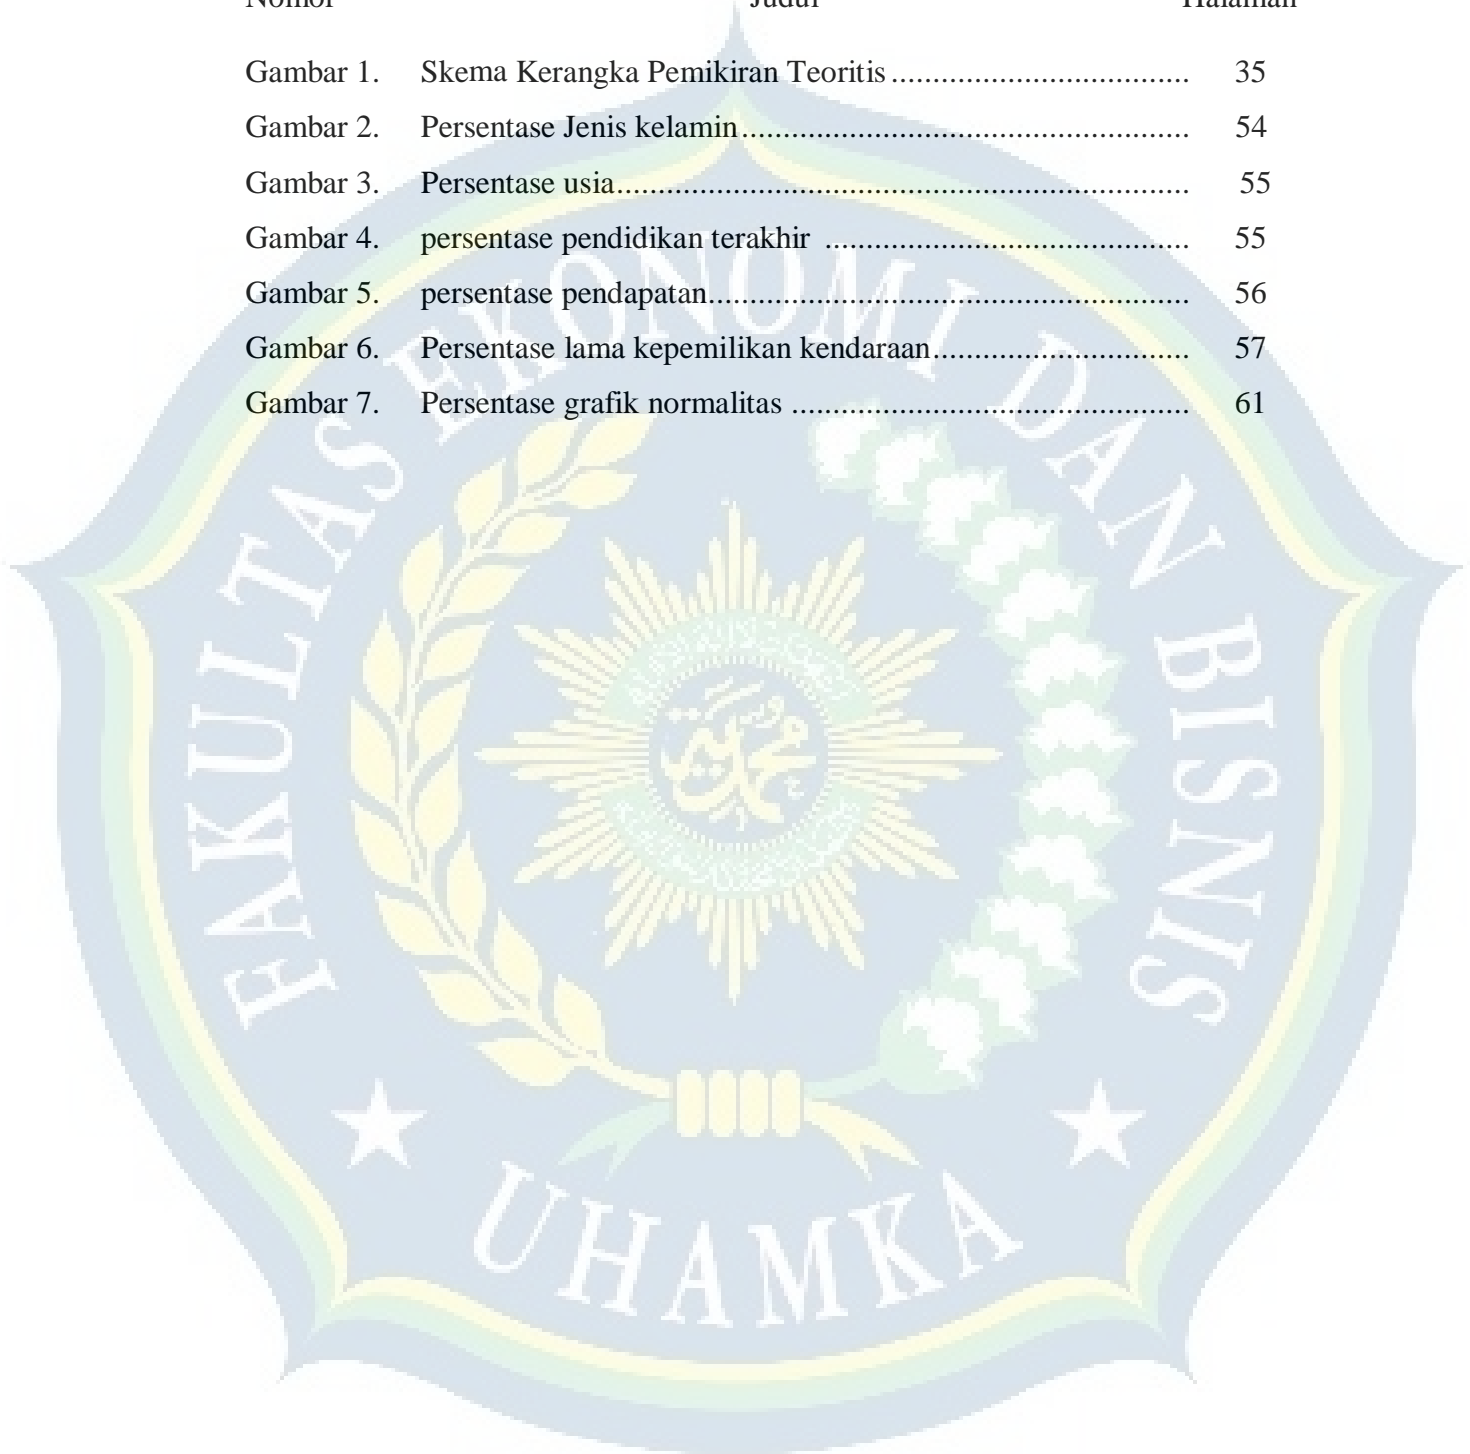 Nomor Judul Halaman
Gambar 1. Skema Kerangka Pemikiran Teoritis ................................ 35
Gambar 2. Persentase Jenis kelamin ................................ 54
Gambar 3. Persentase usia ................................ 55
Gambar 4. persentase pendidikan terakhir ................................ 55
Gambar 5. persentase pendapatan ................................ 56
Gambar 6. Persentase lama kepemilikan kendaraan ................................ 57
Gambar 7. Persentase grafik normalitas ................................ 61
FAKULTAS EKONOMI DAN BISNIS
محمدية
UHAMKA